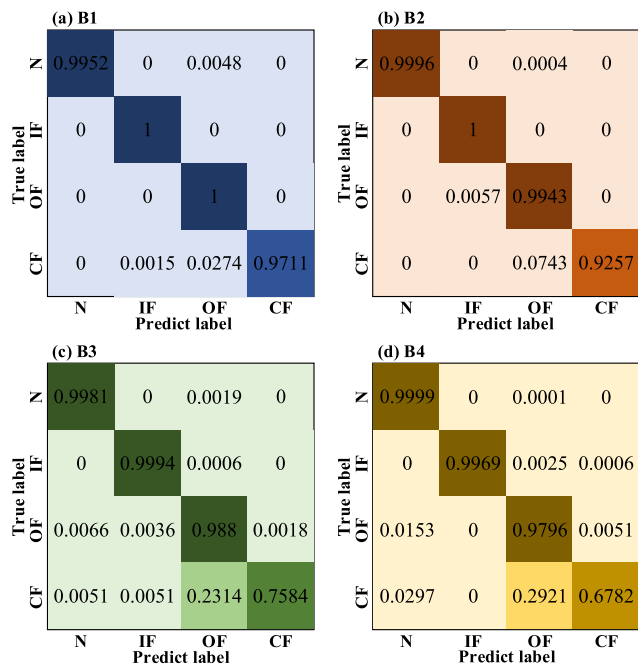 (a) B1
N 0.9952 0 0.0048 0
IF 0 1 0 0
OF 0 0 1 0
CF 0 0.0015 0.0274 0.9711
True label
N IF OF CF
Predict label
(b) B2
N 0.9996 0 0.0004 0
IF 0 1 0 0
OF 0 0.0057 0.9943 0
CF 0 0 0.0743 0.9257
True label
N IF OF CF
Predict label
(c) B3
N 0.9981 0 0.0019 0
IF 0 0.9994 0.0006 0
OF 0.0066 0.0036 0.988 0.0018
CF 0.0051 0.0051 0.2314 0.7584
True label
N IF OF CF
Predict label
(d) B4
N 0.9999 0 0.0001 0
IF 0 0.9969 0.0025 0.0006
OF 0.0153 0 0.9796 0.0051
CF 0.0297 0 0.2921 0.6782
True label
N IF OF CF
Predict label